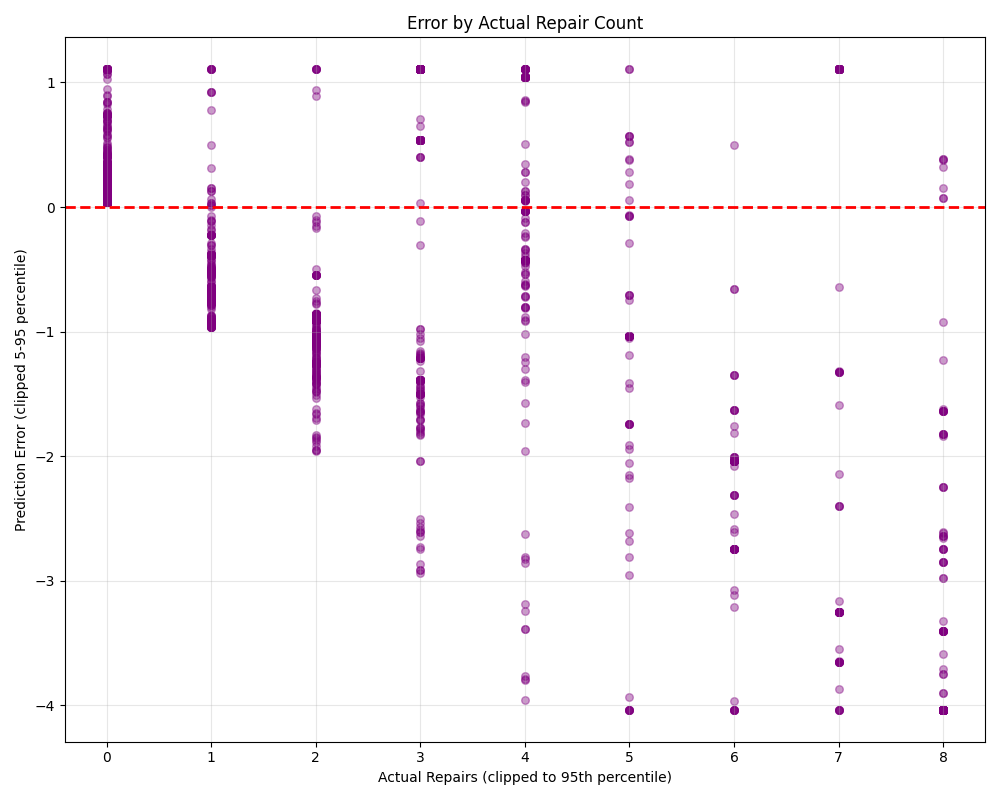 Error by Actual Repair Count
Prediction Error (clipped 5-95 percentile)
1
0
−1
−2
−3
−4
0 1 2 3 4 5 6 7 8
Actual Repairs (clipped to 95th percentile)